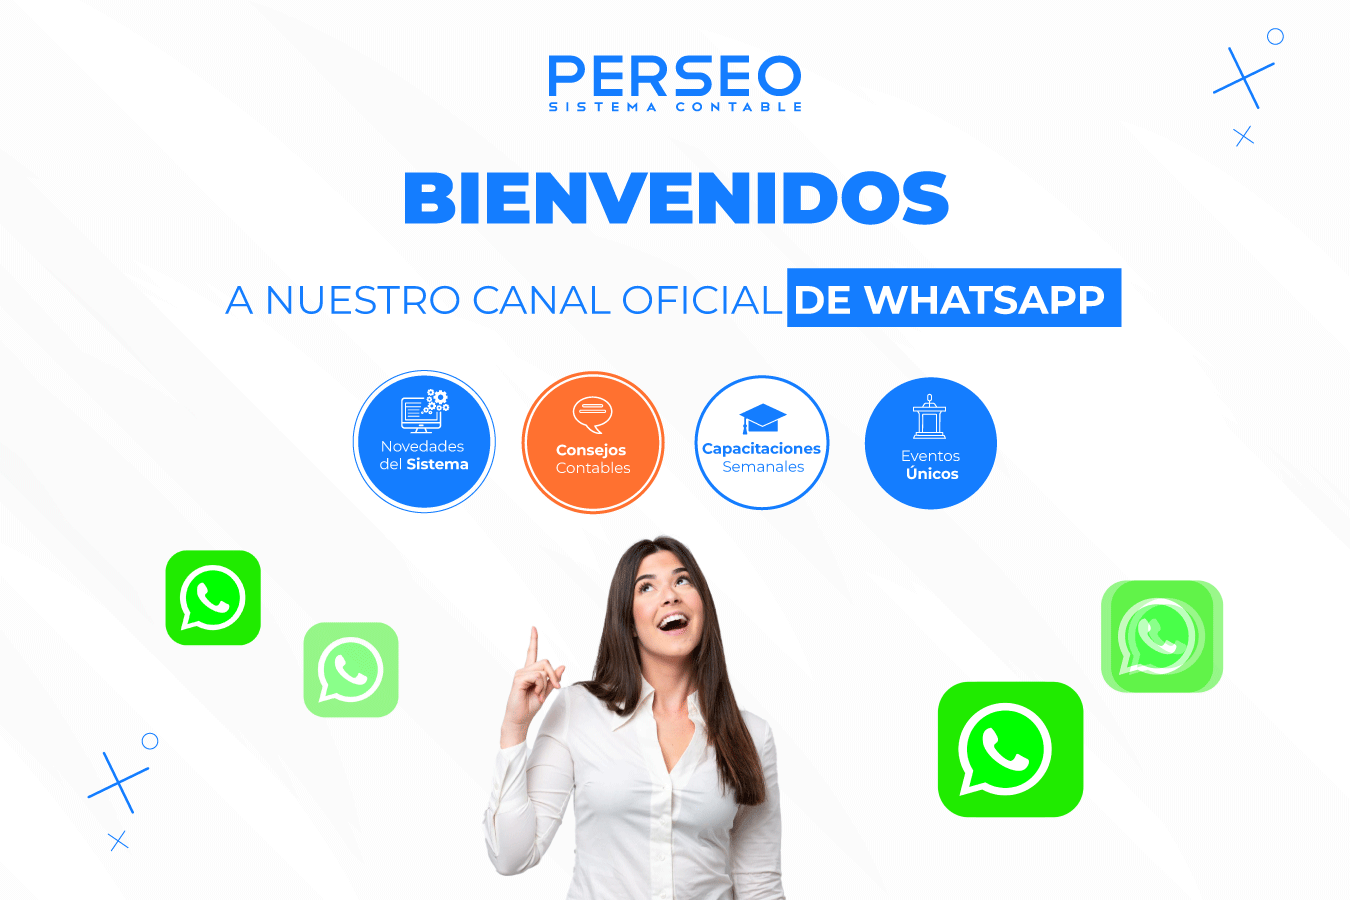 PERSEO
SISTEMA CONTABLE
BIENVENIDOS
A NUESTRO CANAL OFICIAL DE WHATSAPP
Novedades
del Sistema
Consejos
Contables
Capacitaciones
Semanales
Eventos
Únicos